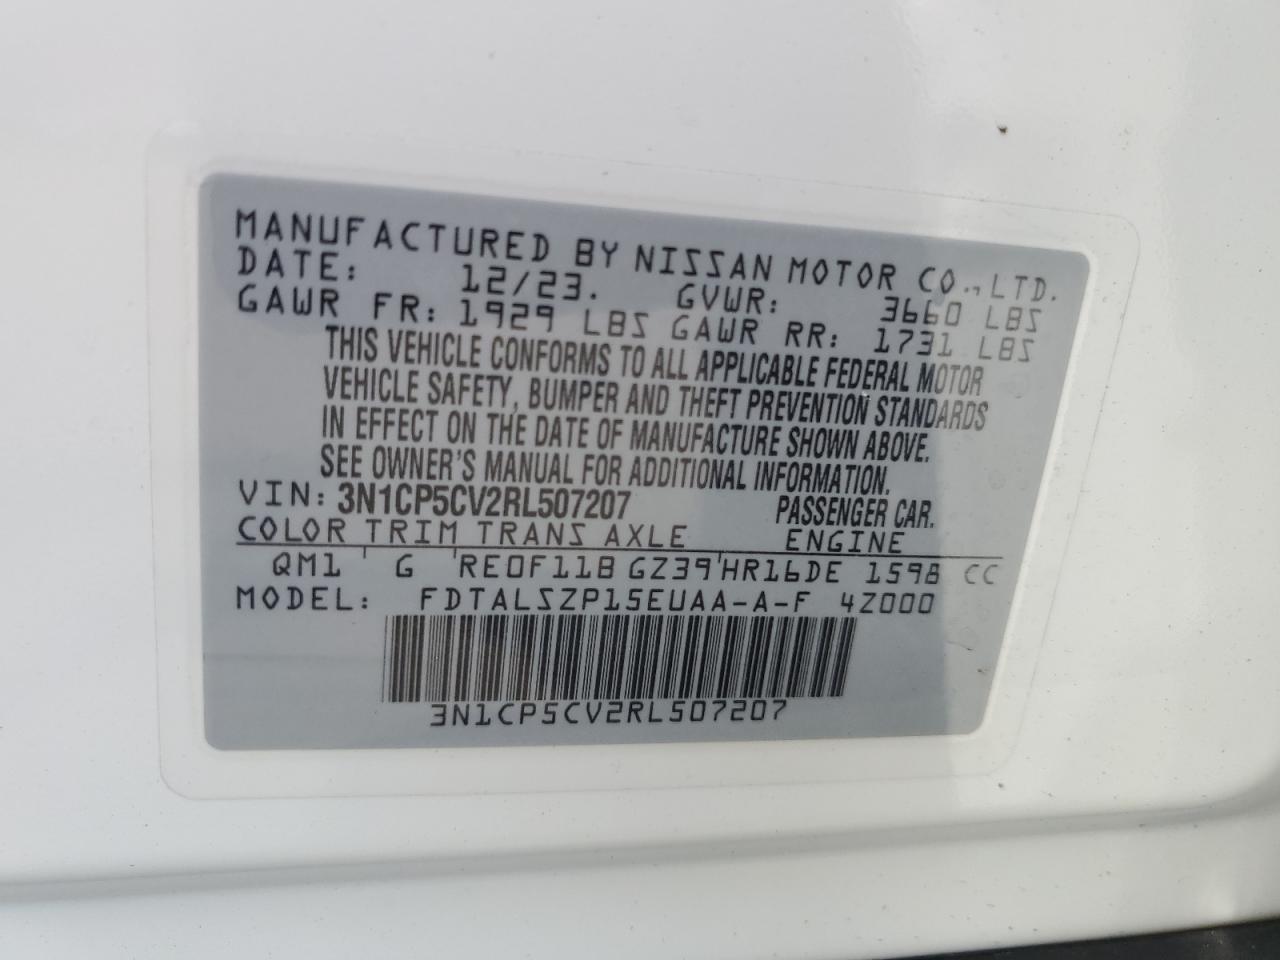 MANUFACTURED BY NISSAN MOTOR CO., LTD.
DATE: 12/23. GVWR: 3660 LBS
GAWR FR: 1929 LBS GAWR RR: 1731 LBS
THIS VEHICLE CONFORMS TO ALL APPLICABLE FEDERAL MOTOR
VEHICLE SAFETY, BUMPER AND THEFT PREVENTION STANDARDS
IN EFFECT ON THE DATE OF MANUFACTURE SHOWN ABOVE.
SEE OWNER'S MANUAL FOR ADDITIONAL INFORMATION.
VIN: 3N1CP5CV2RL507207 PASSENGER CAR.
COLOR TRIM TRANS AXLE ENGINE
QM1 G RE0F11B GZ39 HR16DE 1598 CC
MODEL: FDTALSZP15EUAA-A-F 4Z000
3N1CP5CV2RL507207